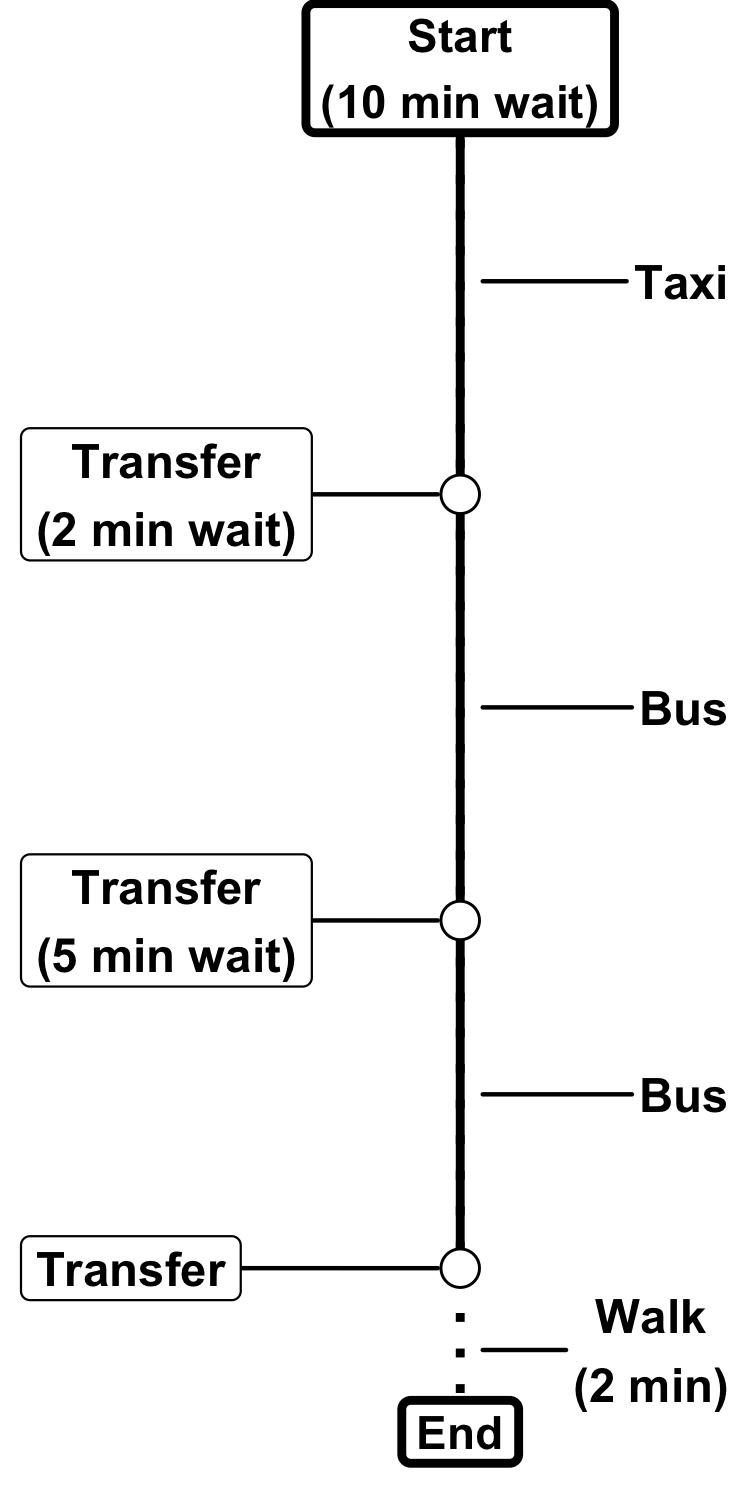 Start
(10 min wait)
Taxi
Transfer
(2 min wait)
Bus
Transfer
(5 min wait)
Bus
Transfer
Walk
(2 min)
End